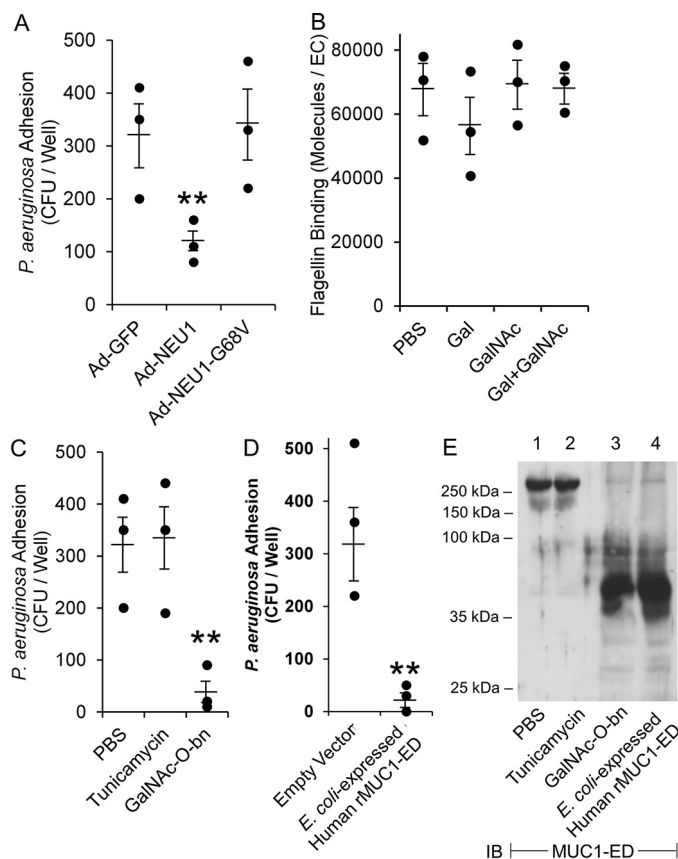 A
P. aeruginosa Adhesion
(CFU / Well)
500
400
300
200
100
0
**
Ad-GFP
Ad-NEU1
Ad-NEU1-G68V
B
Flagellin Binding (Molecules / EC)
80000
60000
40000
20000
0
PBS
Gal
GalNAc
Gal+GalNAc
C
P. aeruginosa Adhesion
(CFU / Well)
500
400
300
200
100
0
**
PBS
Tunicamycin
GalNAc-O-bn
D
P. aeruginosa Adhesion
(CFU / Well)
500
400
300
200
100
0
**
Empty Vector
E. coli-expressed
Human rMUC1-ED
E
1 2 3 4
250 kDa
150 kDa
100 kDa
35 kDa
25 kDa
PBS
Tunicamycin
GalNAc-O-bn
E. coli-expressed
Human rMUC1-ED
IB MUC1-ED